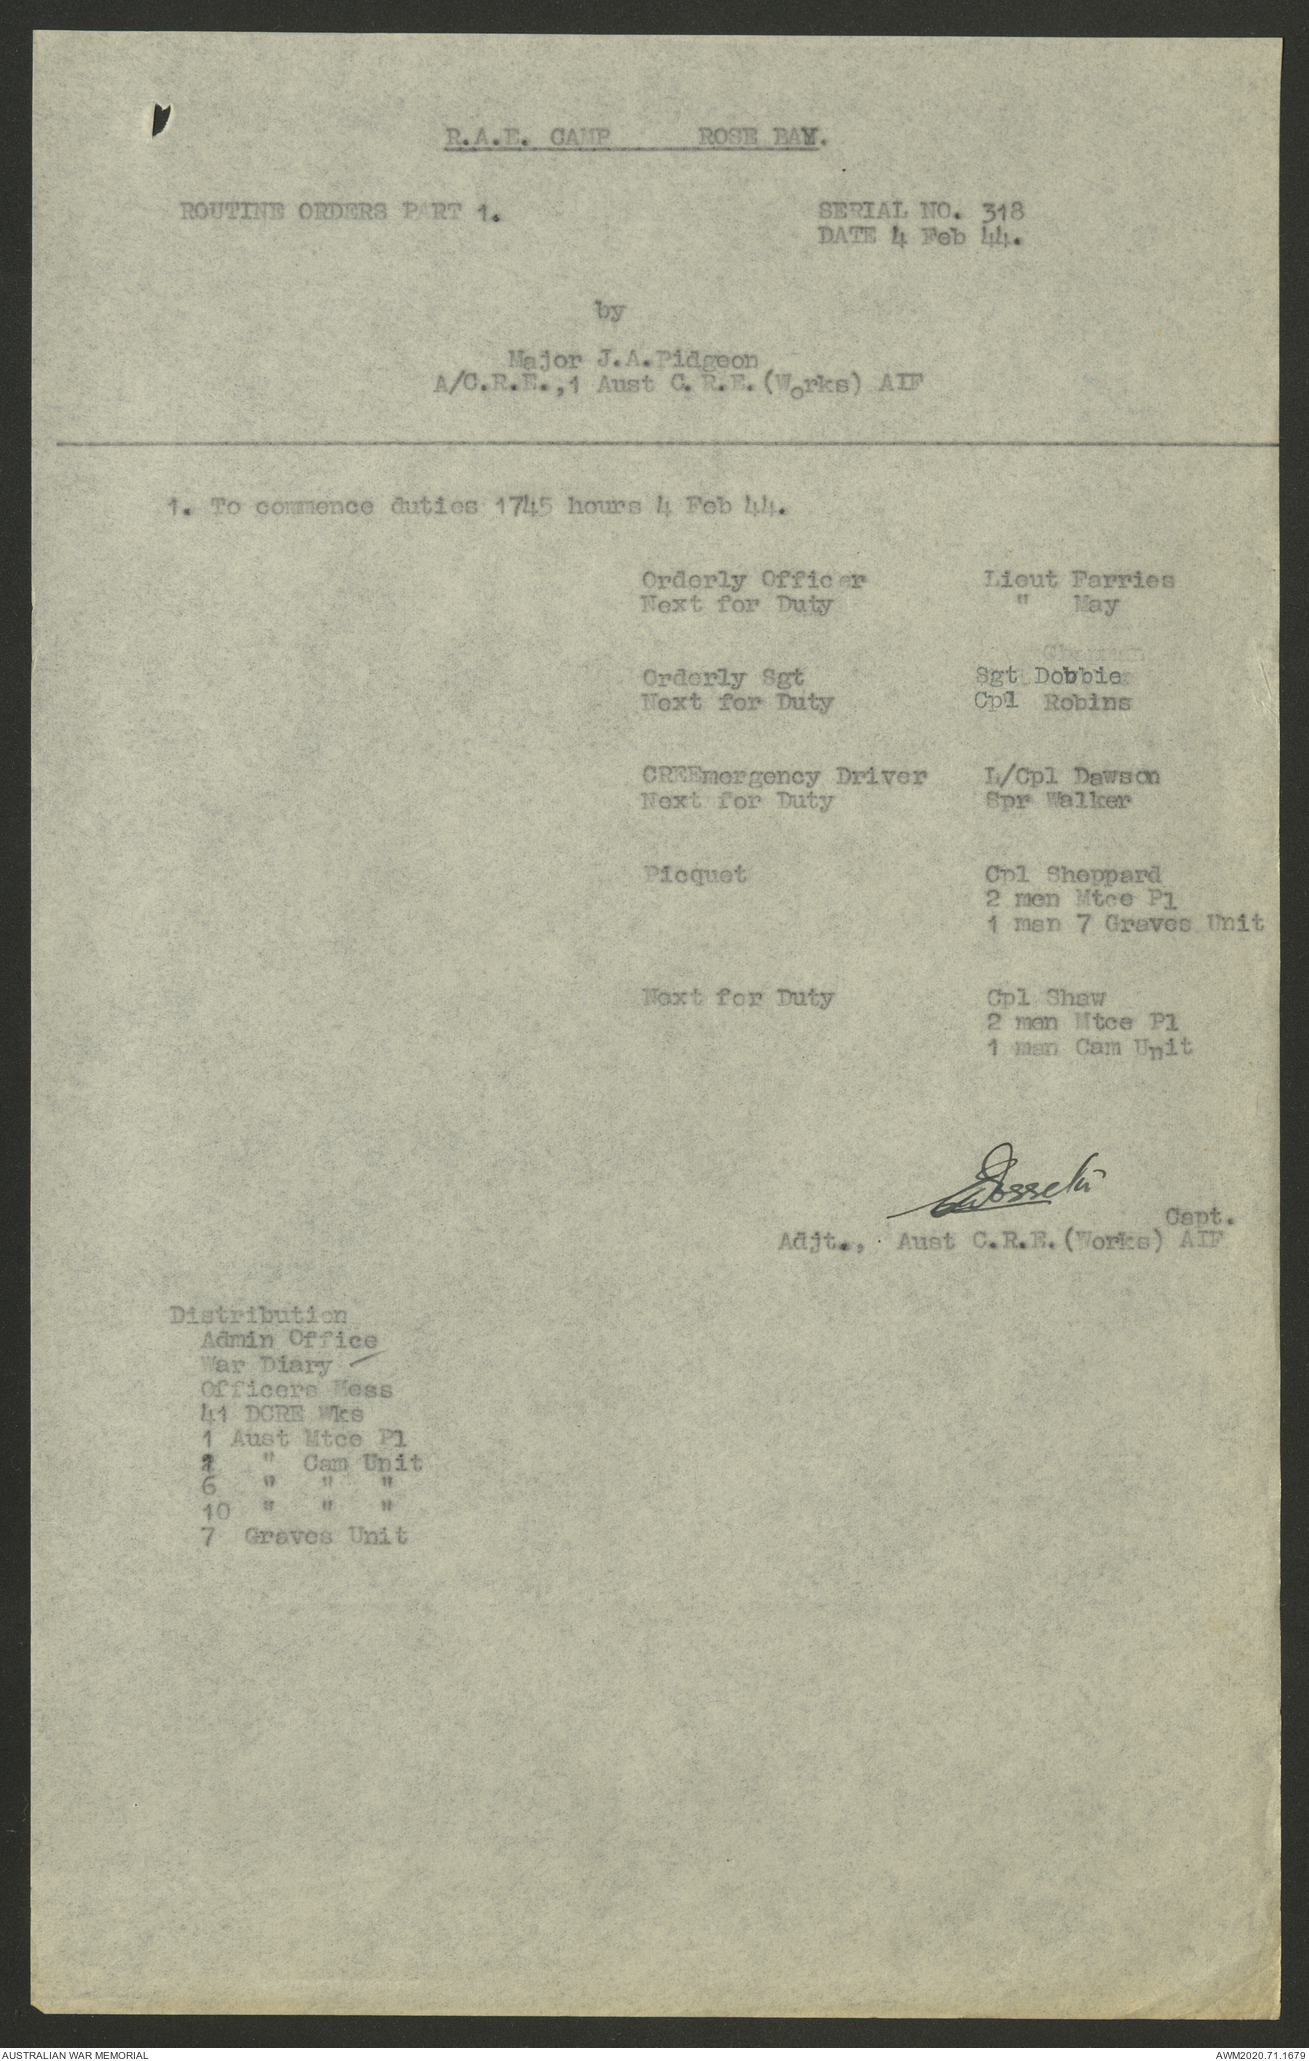 R.A.E. CAMP ROSE BAY.
ROUTINE ORDERS PART 1. SERIAL NO. 318
DATE 4 Feb 44.
by
Major J.A.Pidgeon
A/C.R.E.,1 Aust C.R.E.(Works) AIF
1. To commence duties 1745 hours 4 Feb 44.
Orderly Officer Lieut Farries
Next for Duty " May
Orderly Sgt Sgt Dobbie
Next for Duty Cpl Robins
CREEmergency Driver L/Cpl Dawson
Next for Duty Spr Walker
Picquet Cpl Sheppard
2 men Mtce Pl
1 man 7 Graves Unit
Next for Duty Cpl Shaw
2 men Mtce Pl
1 man Cam Unit
Capt.
Adjt., Aust C.R.E.(Works) AIF
Distribution
Admin Office
War Diary
Officers Mess
41 DCRE Wks
1 Aust Mtce Pl
" Cam Unit
6 " " "
10 " " "
7 Graves Unit
AUSTRALIAN WAR MEMORIAL AWM2020.71.1679